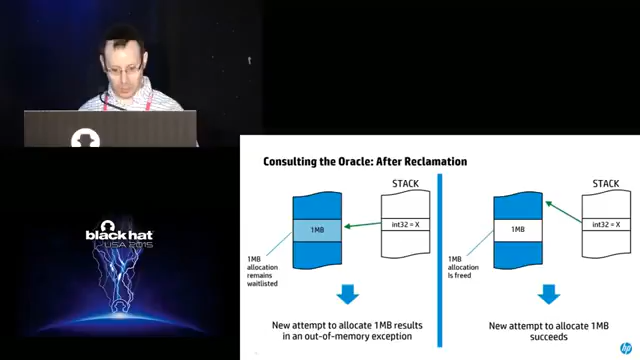 black hat
USA 2015
Consulting the Oracle: After Reclamation
STACK
1MB
int32 = X
1MB
allocation
remains
waitlisted
New attempt to allocate 1MB results
in an out-of-memory exception
STACK
1MB
int32 = X
1MB
allocation
Is freed
New attempt to allocate 1MB
succeeds
hp